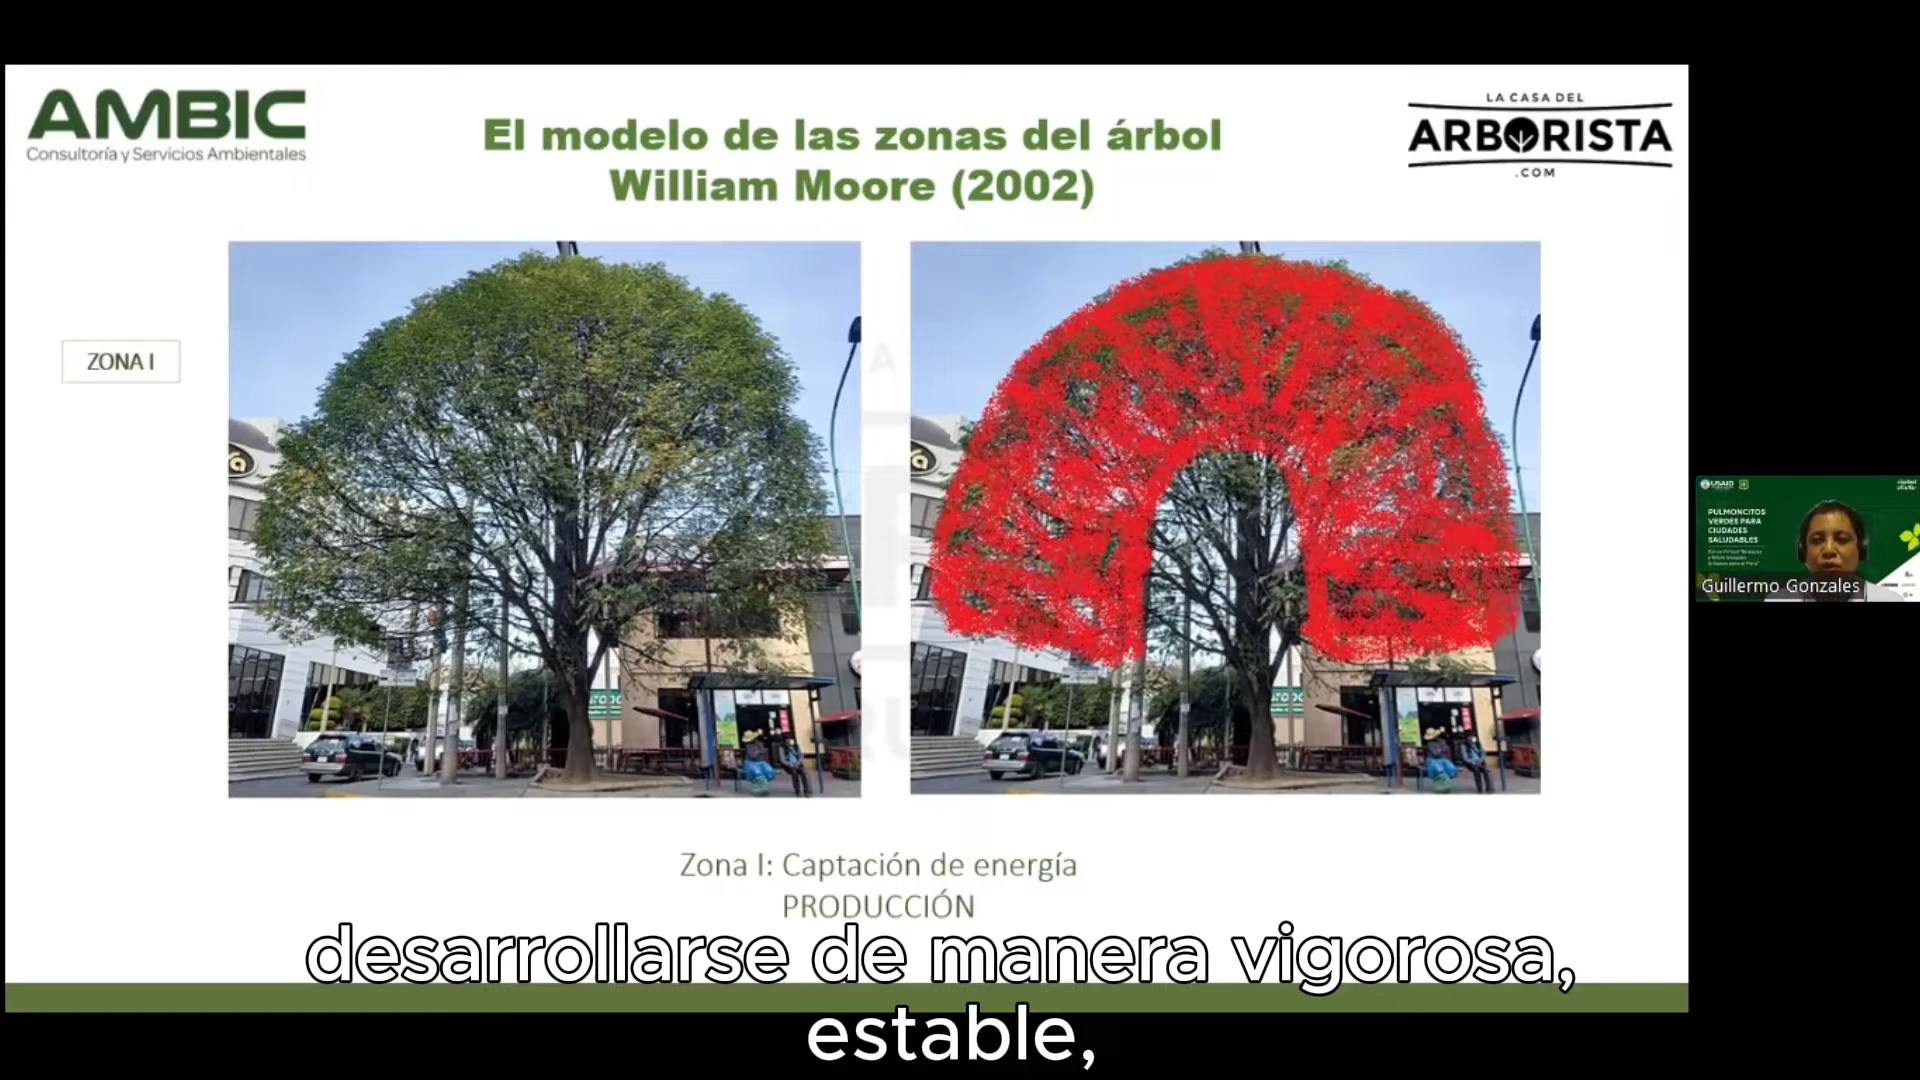 AMBIC
Consultoría y Servicios Ambientales
El modelo de las zonas del árbol
William Moore (2002)
LA CASA DEL
ARBORISTA
.COM
ZONA I
Zona I: Captación de energía
PRODUCCIÓN
desarrollarse de manera vigorosa,
estable,
USAID
PULMONCITOS
VERDES PARA
CIUDADES
SALUDABLES
Guillermo Gonzales